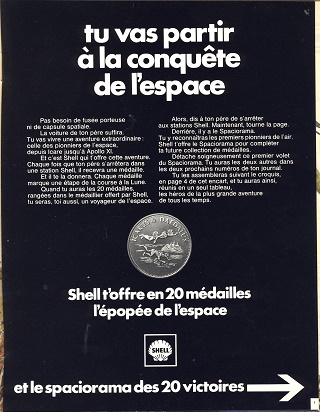 tu vas partir
à la conquête
de l'espace
Pas besoin de fusée porteuse
ni de capsule spatiale.
La voiture de ton père suffira.
Tu vas vivre une aventure extraordinaire :
celle des pionniers de l'espace,
depuis Icare jusqu'à Apollo XI.
Et c'est Shell qui t'offre cette aventure.
Chaque fois que ton père s'arrêtera dans
une station Shell, il recevra une médaille.
Et il te la donnera. Chaque médaille
marque une étape de la course à la Lune.
Quand tu auras les 20 médailles,
rangées dans le médaillier offert par Shell,
tu seras, toi aussi, un voyageur de l'espace.
Alors, dis à ton père de s'arrêter
aux stations Shell. Maintenant, tourne la page.
Derrière, il y a le Spaciorama.
Tu y reconnaîtras les premiers pionniers de l'air.
Shell t'offre le Spaciorama pour compléter
ta future collection de médailles.
Détache soigneusement ce premier volet
du Spaciorama. Tu auras les deux autres dans
les deux prochains numéros de ton journal.
Tu les assembleras suivant le croquis,
en page 4 de cet encart, et tu auras ainsi,
réunis en un seul tableau,
les héros de la plus grande aventure
de tous les temps.
Shell t'offre en 20 médailles
l'épopée de l'espace
SHELL
et le spaciorama des 20 victoires